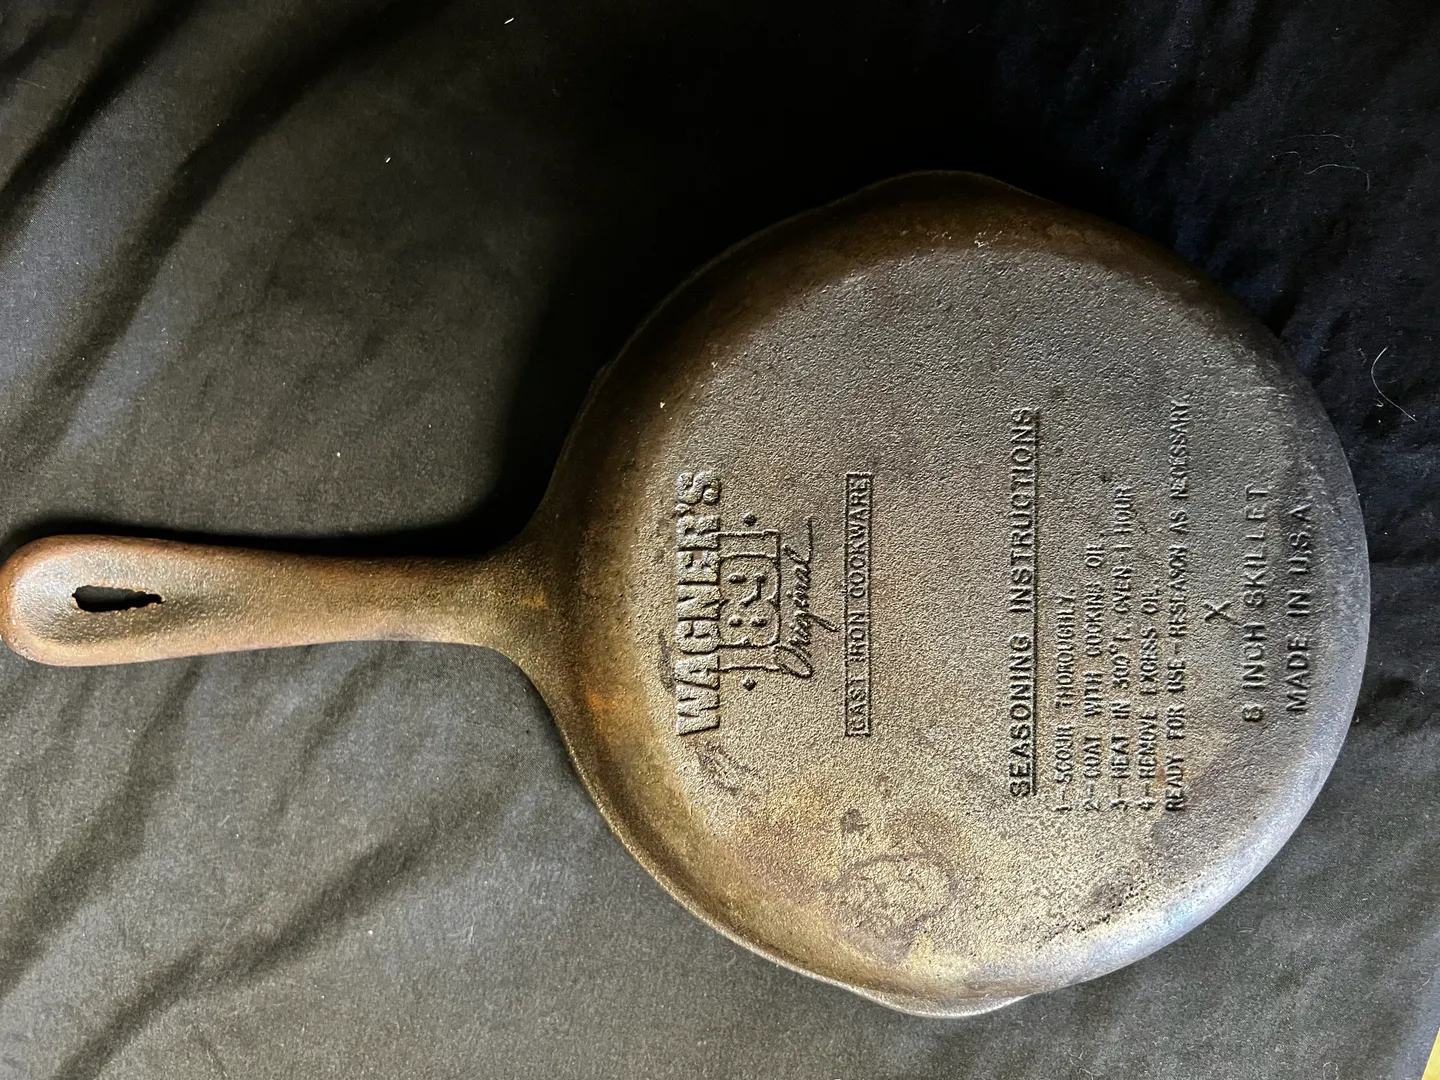 WAGNER'S
·1891·
Original
CAST IRON COOKWARE
SEASONING INSTRUCTIONS
1-SCOUR THOROUGHLY.
2-COAT WITH COOKING OIL.
3-HEAT IN 300°F. OVEN 1 HOUR.
4-REMOVE EXCESS OIL.
READY FOR USE-RESEASON AS NECESSARY.
X
8 INCH SKILLET
MADE IN U.S.A.